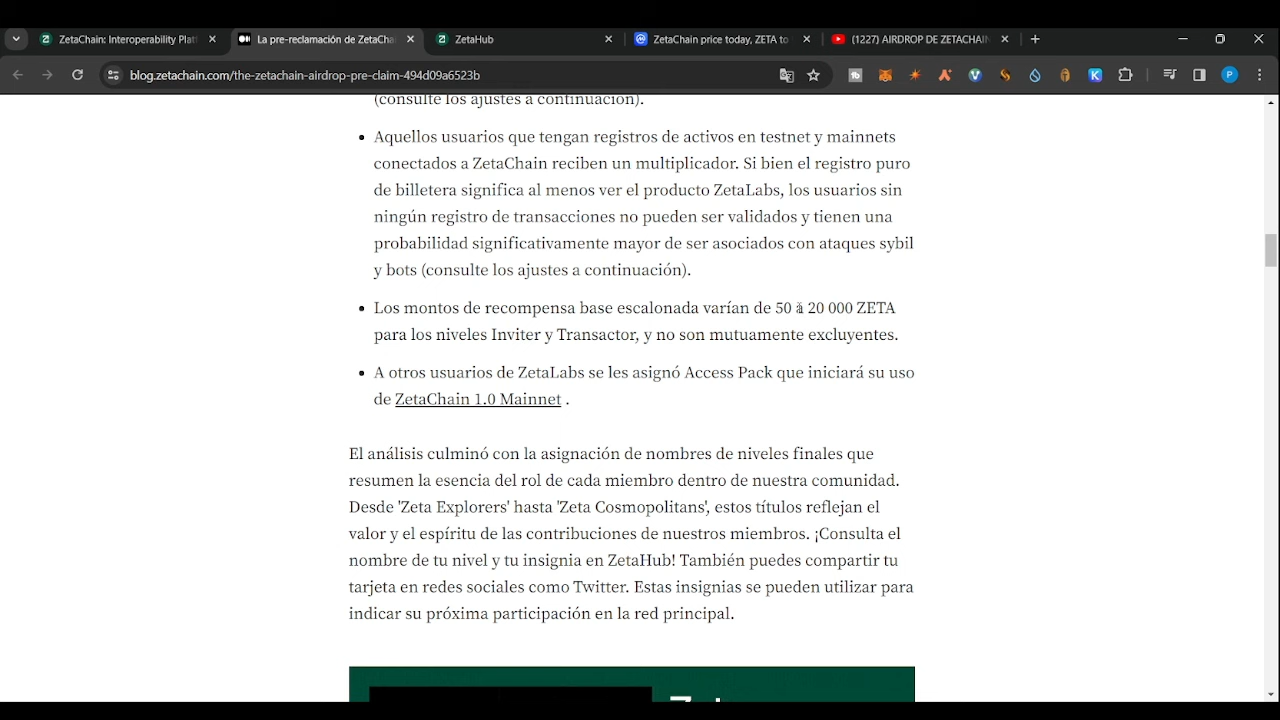 ZetaChain: Interoperability Platf
La pre-reclamación de ZetaCha
ZetaHub
ZetaChain price today, ZETA to
(1227) AIRDROP DE ZETACHAIN
blog.zetachain.com/the-zetachain-airdrop-pre-claim-494d09a6523b
P
(consulte los ajustes a continuación).
• Aquellos usuarios que tengan registros de activos en testnet y mainnets
conectados a ZetaChain reciben un multiplicador. Si bien el registro puro
de billetera significa al menos ver el producto ZetaLabs, los usuarios sin
ningún registro de transacciones no pueden ser validados y tienen una
probabilidad significativamente mayor de ser asociados con ataques sybil
y bots (consulte los ajustes a continuación).
• Los montos de recompensa base escalonada varían de 50 a 20 000 ZETA
para los niveles Inviter y Transactor, y no son mutuamente excluyentes.
• A otros usuarios de ZetaLabs se les asignó Access Pack que iniciará su uso
de ZetaChain 1.0 Mainnet .
El análisis culminó con la asignación de nombres de niveles finales que
resumen la esencia del rol de cada miembro dentro de nuestra comunidad.
Desde 'Zeta Explorers' hasta 'Zeta Cosmopolitans', estos títulos reflejan el
valor y el espíritu de las contribuciones de nuestros miembros. ¡Consulta el
nombre de tu nivel y tu insignia en ZetaHub! También puedes compartir tu
tarjeta en redes sociales como Twitter. Estas insignias se pueden utilizar para
indicar su próxima participación en la red principal.